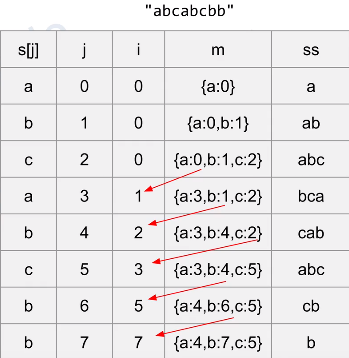 "abcabcbb"
s[j] j i m ss
a 0 0 {a:0} a
b 1 0 {a:0,b:1} ab
c 2 0 {a:0,b:1,c:2} abc
a 3 1 {a:3,b:1,c:2} bca
b 4 2 {a:3,b:4,c:2} cab
c 5 3 {a:3,b:4,c:5} abc
b 6 5 {a:4,b:6,c:5} cb
b 7 7 {a:4,b:7,c:5} b